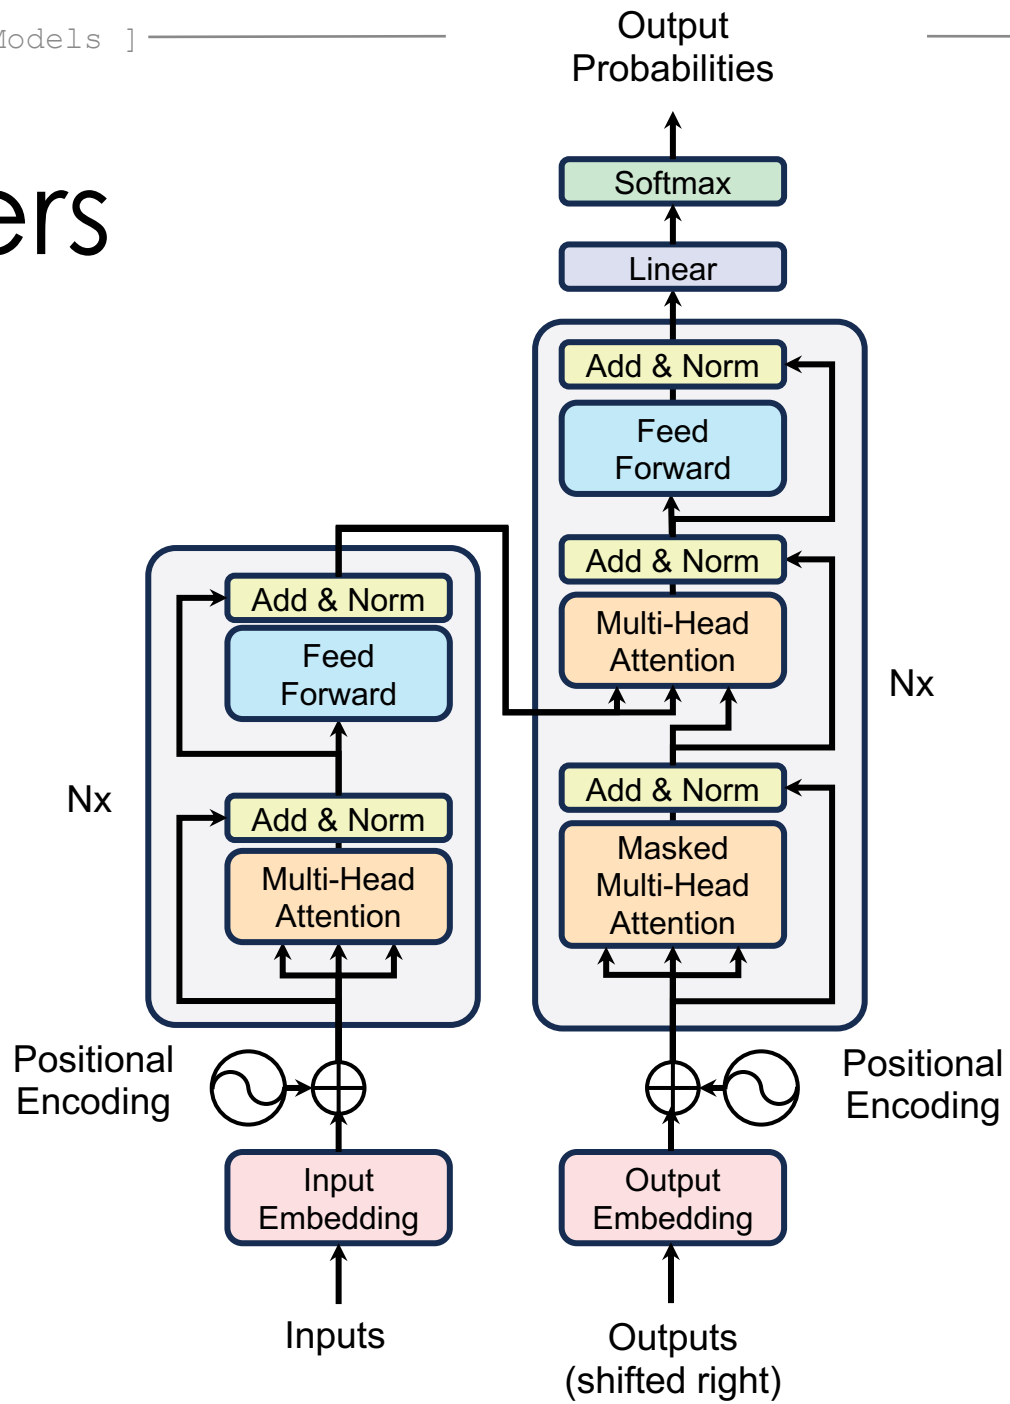 Models ]
ers
Output
Probabilities
Softmax
Linear
Add & Norm
Feed
Forward
Add & Norm
Multi-Head
Attention
Nx
Add & Norm
Masked
Multi-Head
Attention
Add & Norm
Feed
Forward
Nx
Add & Norm
Multi-Head
Attention
Positional
Encoding
Positional
Encoding
Input
Embedding
Output
Embedding
Inputs
Outputs
(shifted right)